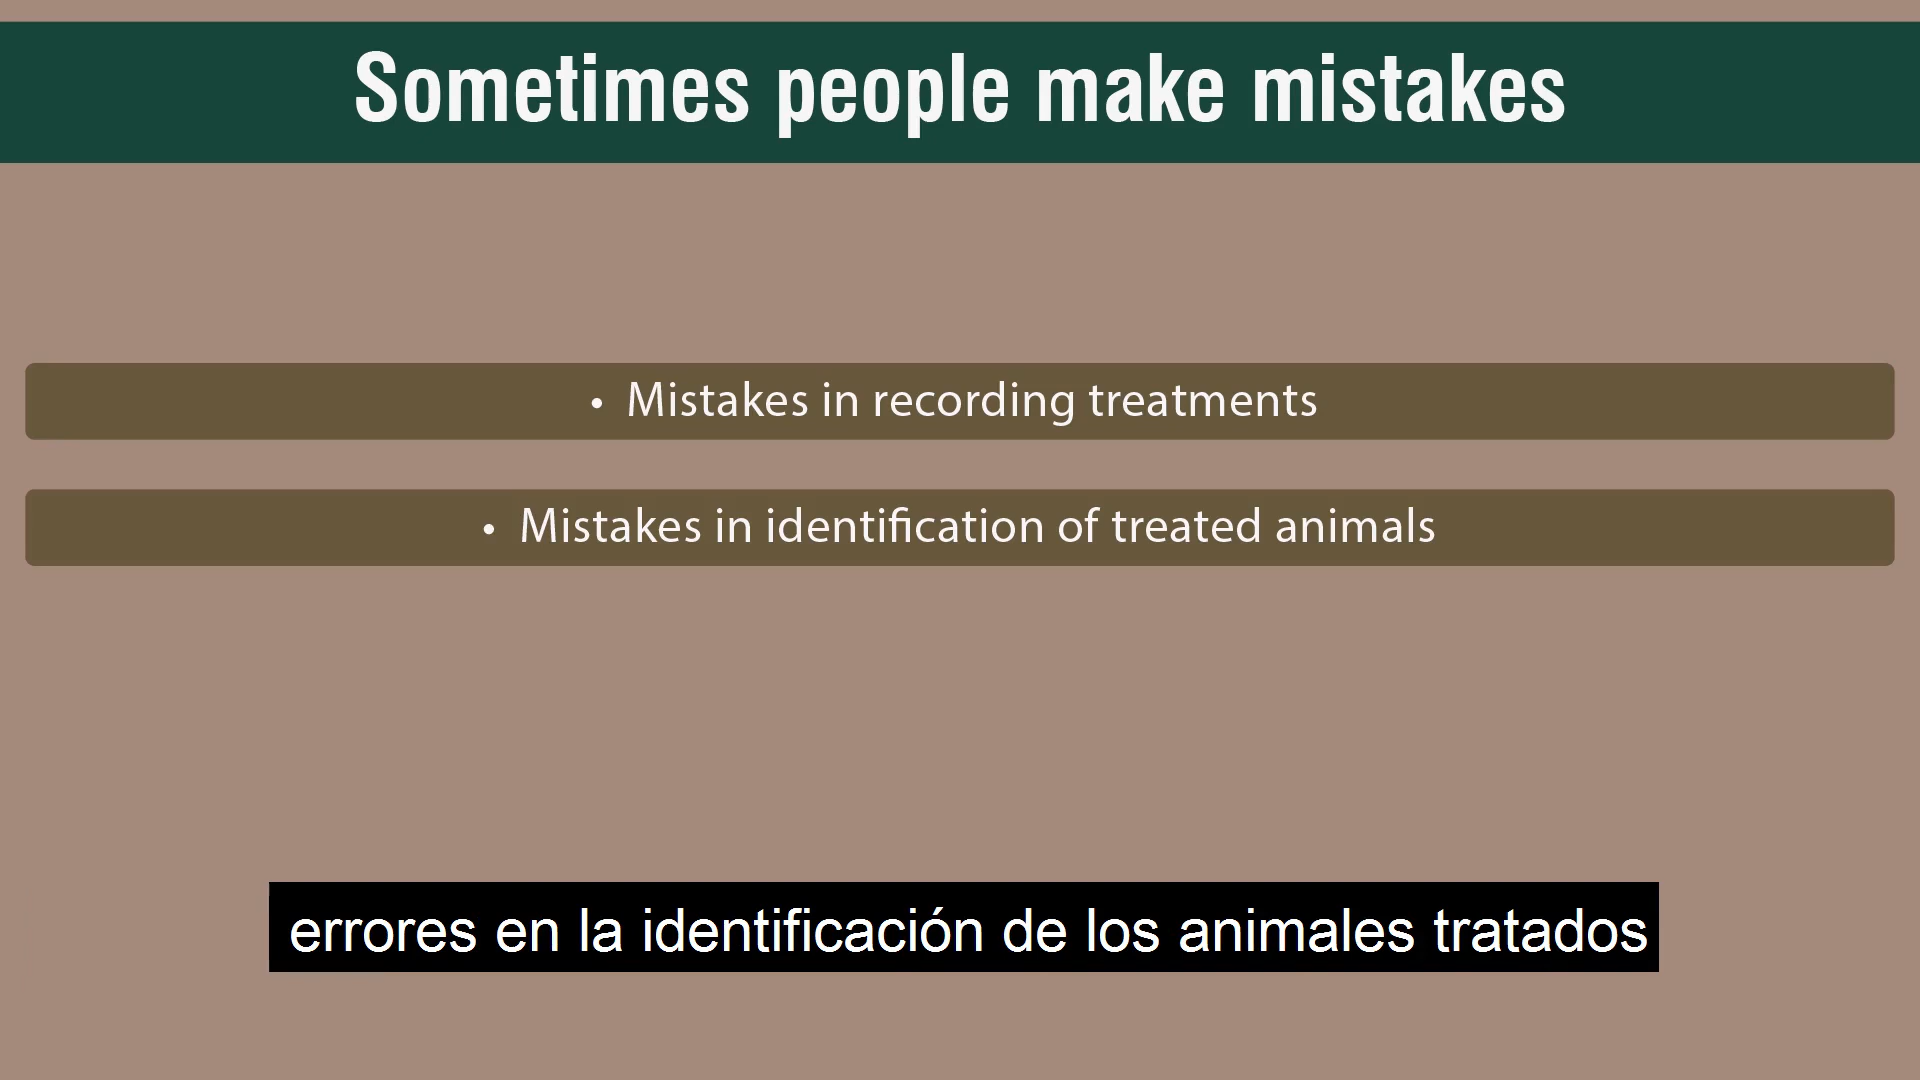 Sometimes people make mistakes
• Mistakes in recording treatments
• Mistakes in identification of treated animals
errores en la identificación de los animales tratados